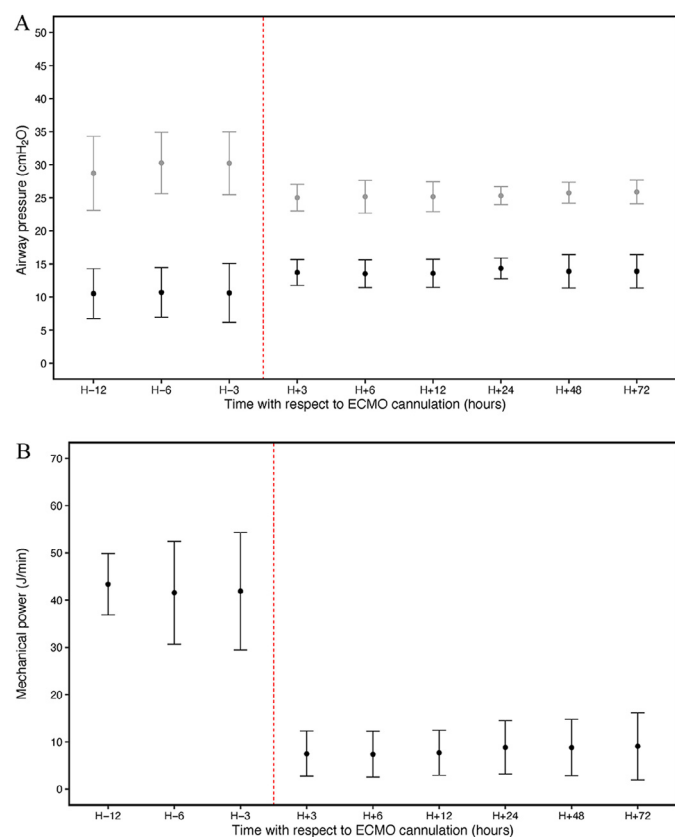 A
50
45
40
35
30
25
20
15
10
5
0
Airway pressure (cmH₂O)
H−12 H−6 H−3 H+3 H+6 H+12 H+24 H+48 H+72
Time with respect to ECMO cannulation (hours)
B
70
60
50
40
30
20
10
0
Mechanical power (J/min)
H−12 H−6 H−3 H+3 H+6 H+12 H+24 H+48 H+72
Time with respect to ECMO cannulation (hours)